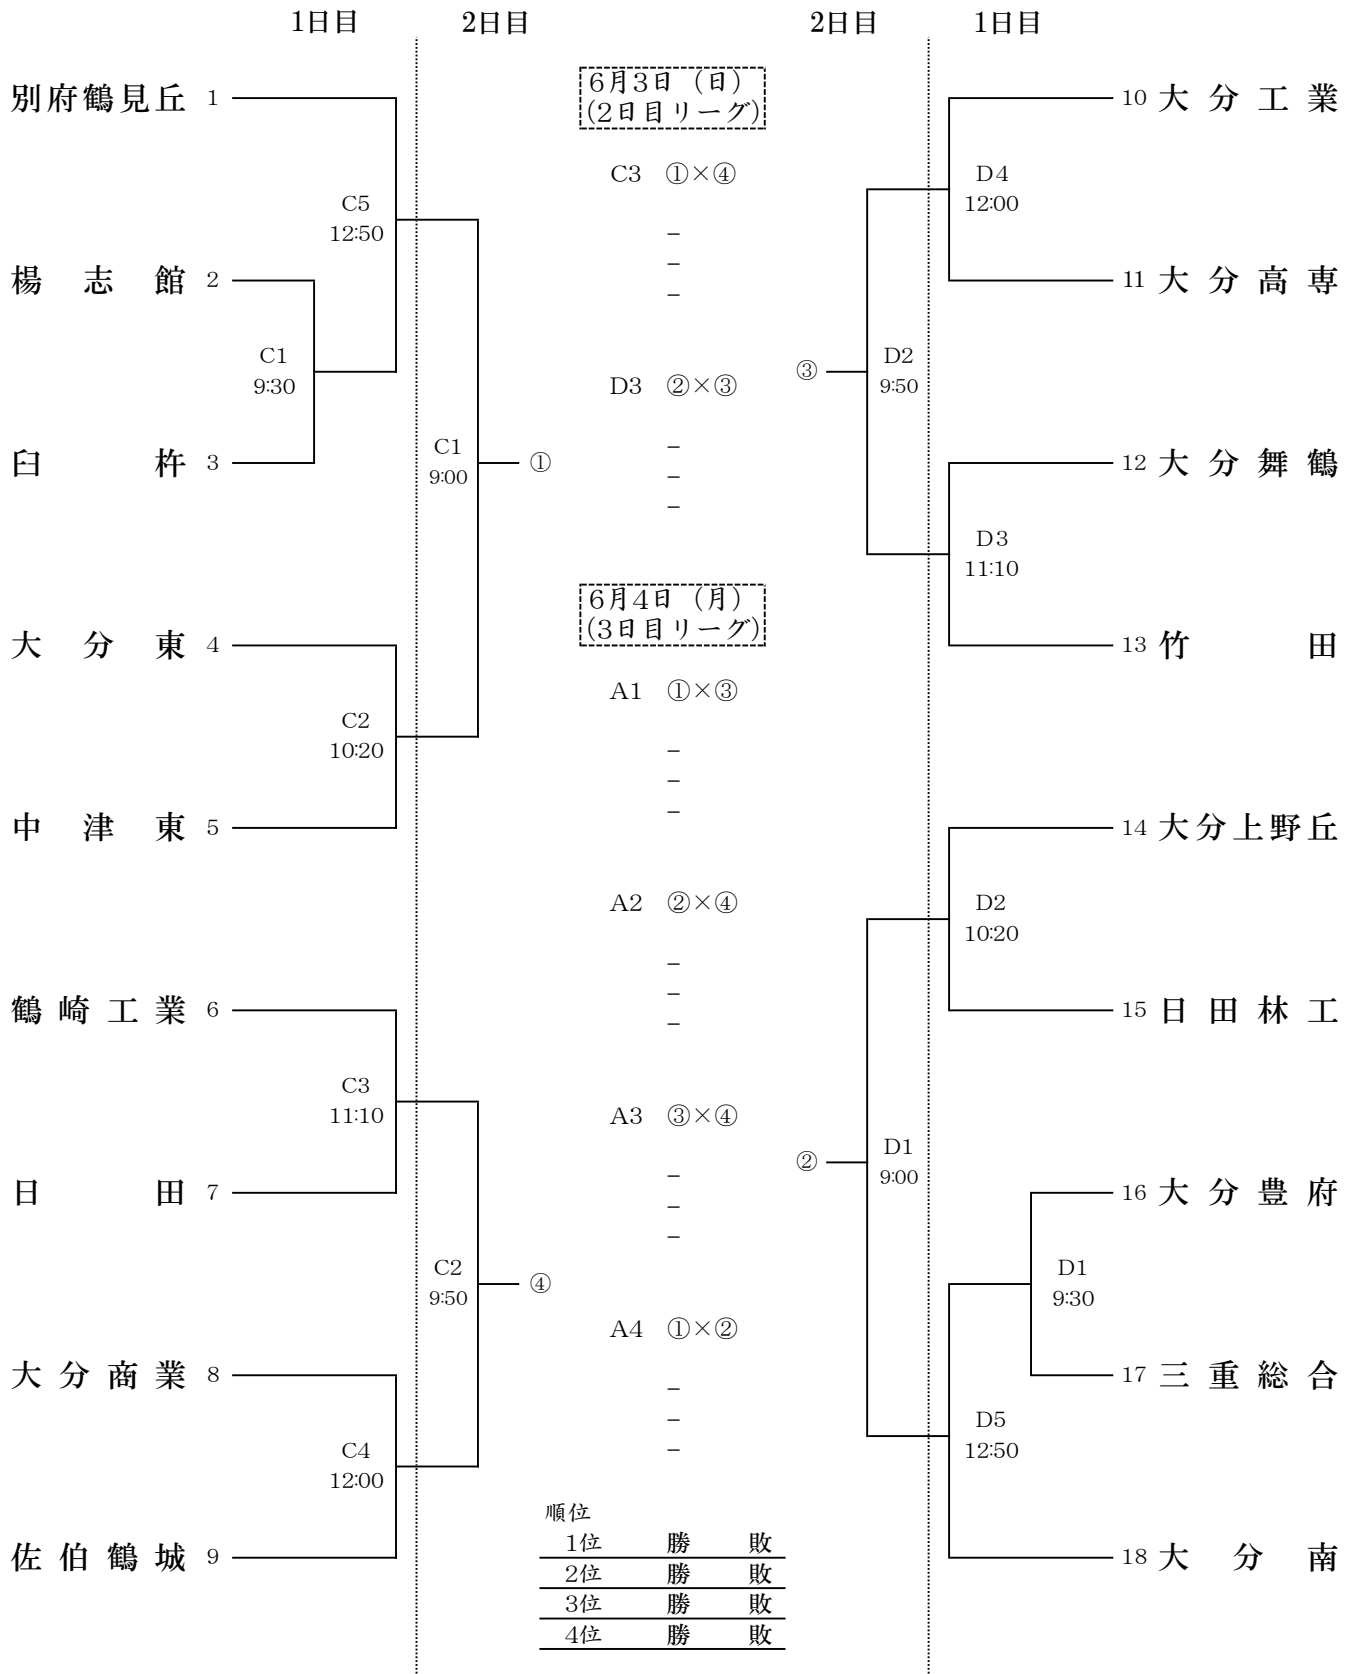 1日目 2日目 2日目 1日目
別府鶴見丘 1
楊志館 2
臼杵 3
大分東 4
中津東 5
鶴崎工業 6
日田 7
大分商業 8
佐伯鶴城 9
C5
12:50
C1
9:30
C2
10:20
C3
11:10
C4
12:00
C1
9:00
①
C2
9:50
④
6月3日（日）
(2日目リーグ)
C3 ①×④
–
–
–
D3 ②×③
–
–
–
6月4日（月）
(3日目リーグ)
A1 ①×③
–
–
–
A2 ②×④
–
–
–
A3 ③×④
–
–
–
A4 ①×②
–
–
–
順位
1位 勝 敗
2位 勝 敗
3位 勝 敗
4位 勝 敗
③
D2
9:50
②
D1
9:00
D4
12:00
D3
11:10
D2
10:20
D1
9:30
D5
12:50
10 大分工業
11 大分高専
12 大分舞鶴
13 竹田
14 大分上野丘
15 日田林工
16 大分豊府
17 三重総合
18 大分南